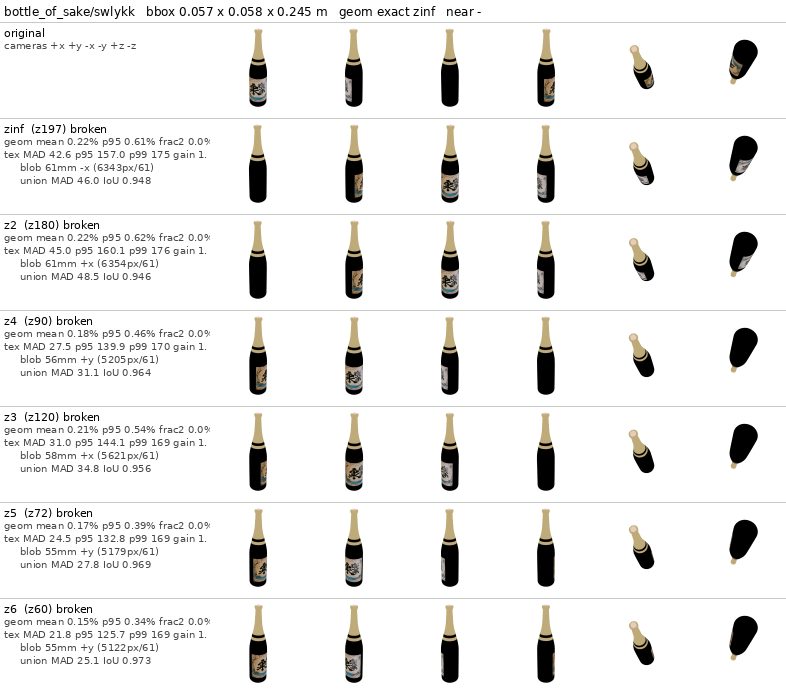 bottle_of_sake/swlykk bbox 0.057 x 0.058 x 0.245 m geom exact zinf near -
original
cameras +x +y -x -y +z -z
zinf (z197) broken
geom mean 0.22% p95 0.61% frac2 0.0%
tex MAD 42.6 p95 157.0 p99 175 gain 1.
blob 61mm -x (6343px/61)
union MAD 46.0 IoU 0.948
z2 (z180) broken
geom mean 0.22% p95 0.62% frac2 0.0%
tex MAD 45.0 p95 160.1 p99 176 gain 1.
blob 61mm +x (6354px/61)
union MAD 48.5 IoU 0.946
z4 (z90) broken
geom mean 0.18% p95 0.46% frac2 0.0%
tex MAD 27.5 p95 139.9 p99 170 gain 1.
blob 56mm +y (5205px/61)
union MAD 31.1 IoU 0.964
z3 (z120) broken
geom mean 0.21% p95 0.54% frac2 0.0%
tex MAD 31.0 p95 144.1 p99 169 gain 1.
blob 58mm +x (5621px/61)
union MAD 34.8 IoU 0.956
z5 (z72) broken
geom mean 0.17% p95 0.39% frac2 0.0%
tex MAD 24.5 p95 132.8 p99 169 gain 1.
blob 55mm +y (5179px/61)
union MAD 27.8 IoU 0.969
z6 (z60) broken
geom mean 0.15% p95 0.34% frac2 0.0%
tex MAD 21.8 p95 125.7 p99 169 gain 1.
blob 55mm +y (5122px/61)
union MAD 25.1 IoU 0.973